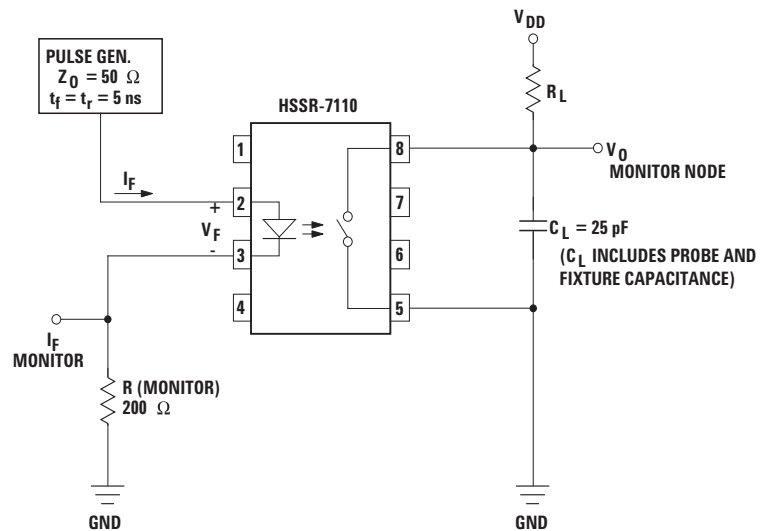 PULSE GEN.
Z0 = 50 Ω
tf = tr = 5 ns
HSSR-7110
VDD
RL
1
2
3
4
8
7
6
5
IF
+
VF
-
VO
MONITOR NODE
CL = 25 pF
(CL INCLUDES PROBE AND
FIXTURE CAPACITANCE)
IF
MONITOR
R (MONITOR)
200 Ω
GND
GND